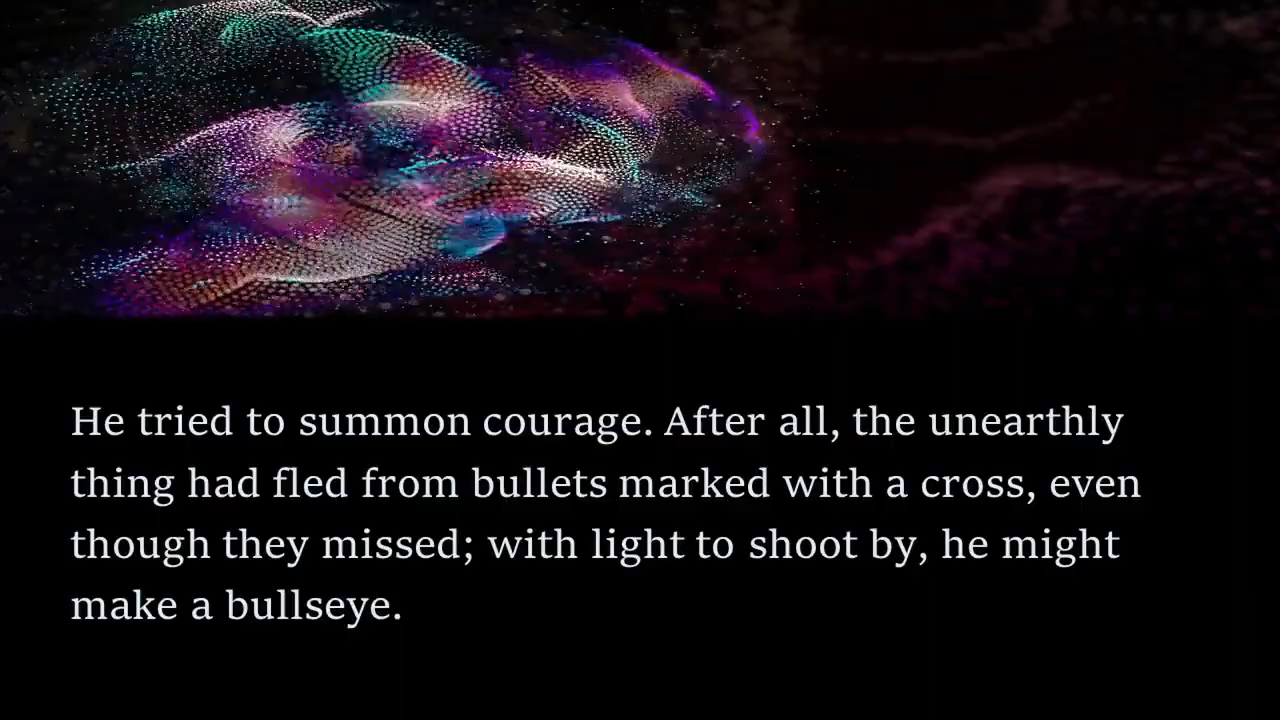 He tried to summon courage. After all, the unearthly
thing had fled from bullets marked with a cross, even
though they missed; with light to shoot by, he might
make a bullseye.